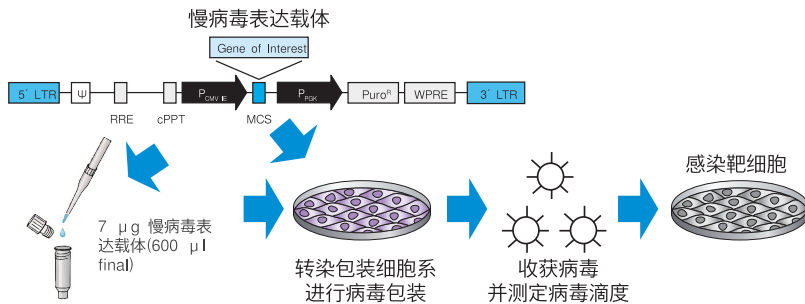 慢病毒表达载体
Gene of Interest
5´ LTR
Ψ
PCMV IE
PPGK
PuroR
WPRE
3´ LTR
RRE
cPPT
MCS
感染靶细胞
7 μg 慢病毒表
达载体(600 μl
final)
转染包装细胞系
进行病毒包装
收获病毒
并测定病毒滴度